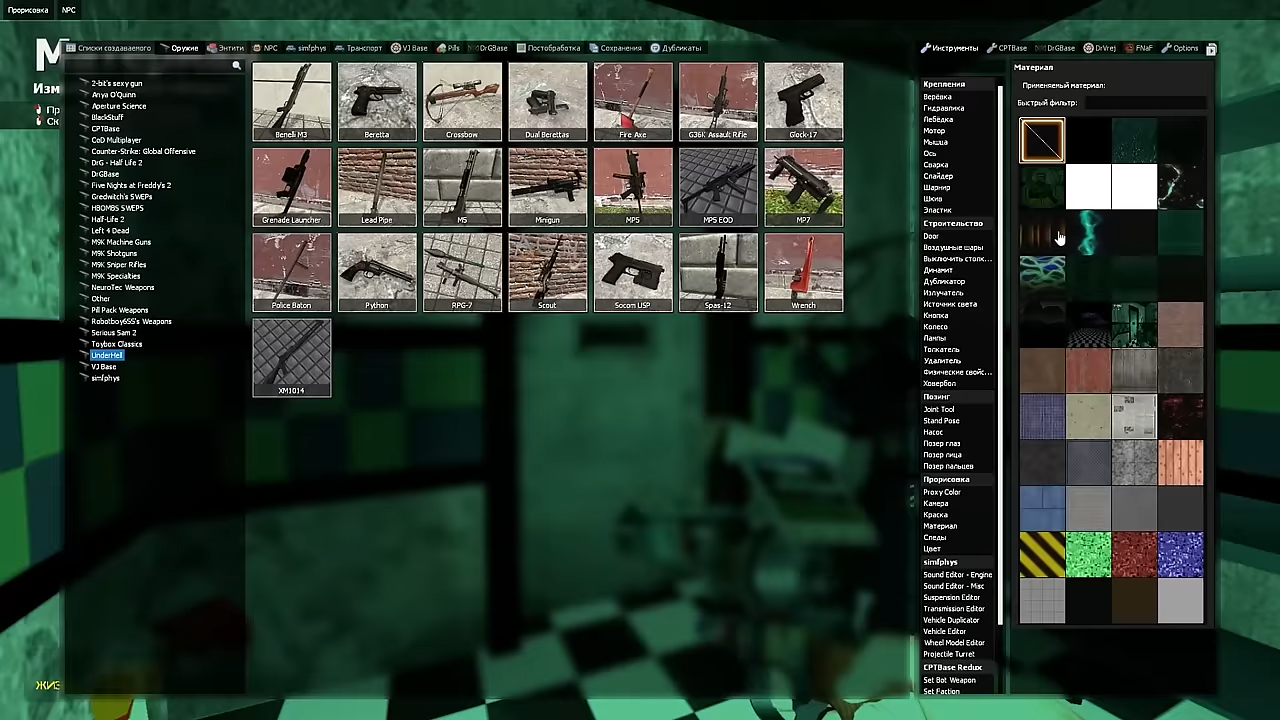 Прорисовка NPC
М
Изм
Пр
Ск
Списки создаваемого Оружие Энтити NPC simfphys Транспорт VJ Base Pills DrGBase Постобработка Сохранения Дубликаты
2-bit's sexy gun
Anya O'Quinn
Aperture Science
BlackStuff
CPTBase
CoD Multiplayer
Counter-Strike: Global Offensive
DrG - Half Life 2
DrGBase
Five Nights at Freddy's 2
Gredwitch's SWEPs
HBOMBS SWEPS
Half-Life 2
Left 4 Dead
M9K Machine Guns
M9K Shotguns
M9K Sniper Rifles
M9K Specialties
NeuroTec Weapons
Other
Pill Pack Weapons
Robotboy655's Weapons
Serious Sam 2
Toybox Classics
UnderHell
VJ Base
simfphys
Benelli M3 Beretta Crossbow Dual Berettas Fire Axe G36K Assault Rifle Glock-17
Grenade Launcher Lead Pipe M5 Minigun MP5 MP5 EOD MP7
Police Baton Python RPG-7 Scout Socom USP Spas-12 Wrench
XM1014
Инструменты CPTBase DrGBase DrVrej FNaF Options
Крепления
Верёвка
Гидравлика
Лебёдка
Мотор
Мышца
Ось
Сварка
Слайдер
Шарнир
Шкив
Эластик
Строительство
Door
Воздушные шары
Выключить столк...
Динамит
Дубликатор
Излучатель
Источник света
Кнопка
Колесо
Лампы
Толкатель
Удалитель
Физические свойс...
Ховербол
Позинг
Joint Tool
Stand Pose
Насос
Позер глаз
Позер лица
Позер пальцев
Прорисовка
Proxy Color
Камера
Краска
Материал
Следы
Цвет
simfphys
Sound Editor - Engine
Sound Editor - Misc
Suspension Editor
Transmission Editor
Vehicle Duplicator
Vehicle Editor
Wheel Model Editor
Projectile Turret
CPTBase Redux
Set Bot Weapon
Set Faction
Материал
Применяемый материал:
Быстрый фильтр:
ЖИЗ